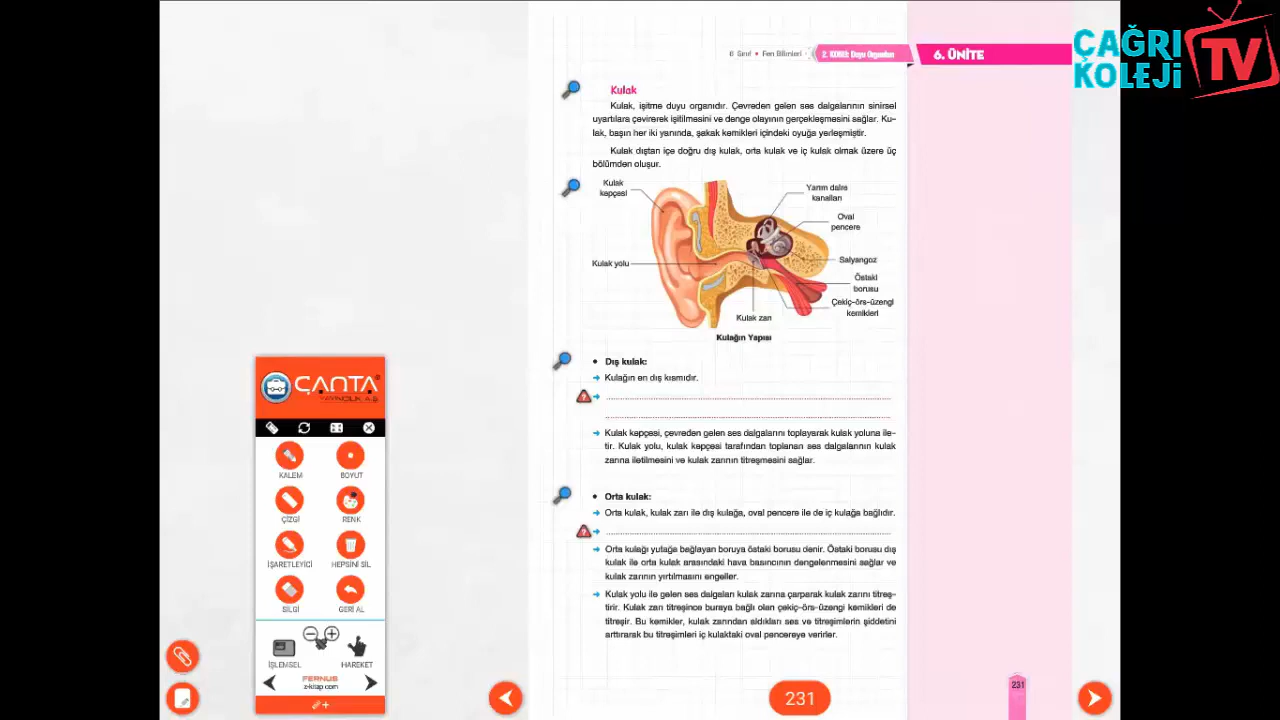 ÇAĞRI
KOLEJİ
TV
6. Sınıf • Fen Bilimleri
2. KONU: Duyu Organları
6. ÜNİTE
Kulak
Kulak, işitme duyu organıdır. Çevreden gelen ses dalgalarının sinirsel
uyartılara çevirerek işitilmesini ve denge olayının gerçekleşmesini sağlar. Ku-
lak, başın her iki yanında, şakak kemikleri içindeki oyuğa yerleşmiştir.
Kulak dıştan içe doğru dış kulak, orta kulak ve iç kulak olmak üzere üç
bölümden oluşur.
Kulak
kepçesi
Yarım daire
kanalları
Oval
pencere
Kulak yolu
Salyangoz
Östaki
borusu
Çekiç-örs-üzengi
kemikleri
Kulak zarı
Kulağın Yapısı
• Dış kulak:
Kulağın en dış kısmıdır.
Kulak kepçesi, çevreden gelen ses dalgalarını toplayarak kulak yoluna ile-
tir. Kulak yolu, kulak kepçesi tarafından toplanan ses dalgalarının kulak
zarına iletilmesini ve kulak zarının titreşmesini sağlar.
• Orta kulak:
Orta kulak, kulak zarı ile dış kulağa, oval pencere ile de iç kulağa bağlıdır.
Orta kulağı yutağa bağlayan boruya östaki borusu denir. Östaki borusu dış
kulak ile orta kulak arasındaki hava basıncının dengelenmesini sağlar ve
kulak zarının yırtılmasını engeller.
Kulak yolu ile gelen ses dalgaları kulak zarına çarparak kulak zarını titreş-
tirir. Kulak zarı titreşince buraya bağlı olan çekiç-örs-üzengi kemikleri de
titreşir. Bu kemikler, kulak zarından aldıkları ses ve titreşimlerin şiddetini
arttırarak bu titreşimleri iç kulaktaki oval pencereye verirler.
ÇANTA
YAYINCILIK A.Ş
KALEM
BOYUT
ÇİZGİ
RENK
İŞARETLEYİCİ
HEPSİNİ SİL
SİLGİ
GERİ AL
İŞLEMSEL
HAREKET
FERNUS
z-kitap.com
231
231